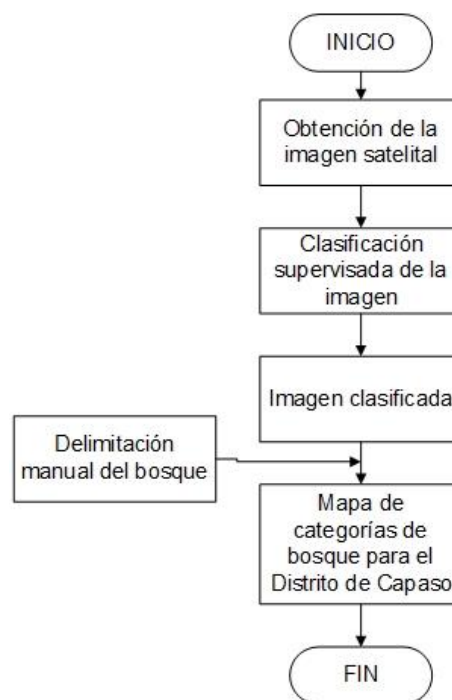 INICIO
Obtención de la
imagen satelital
Clasificación
supervisada de la
imagen
Imagen clasificada
Delimitación
manual del bosque
Mapa de
categorías de
bosque para el
Distrito de Capaso
FIN